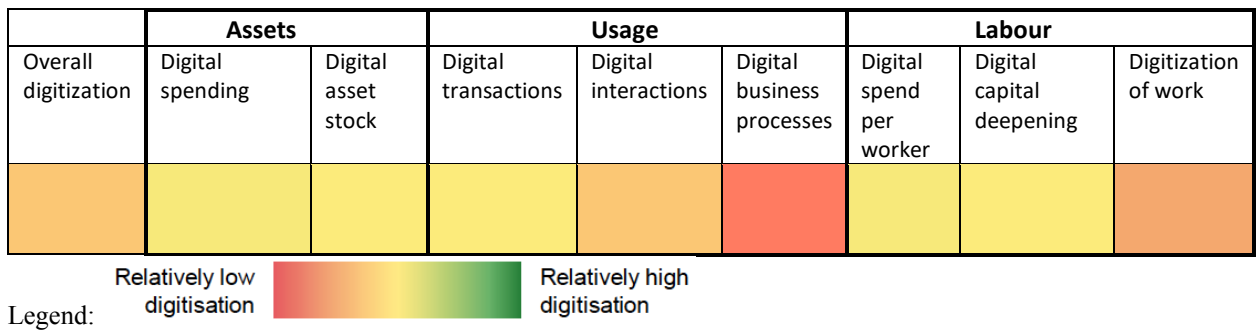 Assets Usage Labour
Overall digitization
Digital spending
Digital asset stock
Digital transactions
Digital interactions
Digital business processes
Digital spend per worker
Digital capital deepening
Digitization of work
Legend:
Relatively low
digitisation
Relatively high
digitisation